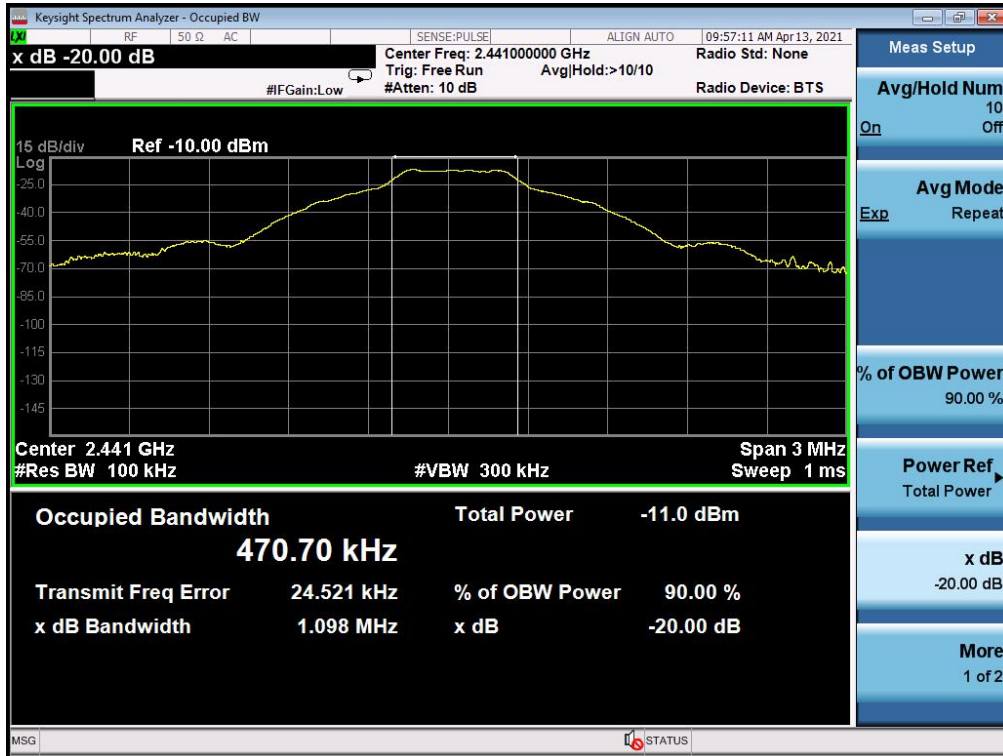 Keysight Spectrum Analyzer - Occupied BW
LXI RF 50 Ω AC SENSE:PULSE ALIGN AUTO 09:57:11 AM Apr 13, 2021
x dB -20.00 dB
Center Freq: 2.441000000 GHz Radio Std: None
Trig: Free Run Avg|Hold:>10/10
#IFGain:Low #Atten: 10 dB Radio Device: BTS
15 dB/div Ref -10.00 dBm
Log
-25.0
-40.0
-55.0
-70.0
-85.0
-100
-115
-130
-145
Center 2.441 GHz Span 3 MHz
#Res BW 100 kHz #VBW 300 kHz Sweep 1 ms
Occupied Bandwidth Total Power -11.0 dBm
470.70 kHz
Transmit Freq Error 24.521 kHz % of OBW Power 90.00 %
x dB Bandwidth 1.098 MHz x dB -20.00 dB
MSG STATUS
Meas Setup
Avg/Hold Num
10
On Off
Avg Mode
Exp Repeat
% of OBW Power
90.00 %
Power Ref
Total Power
x dB
-20.00 dB
More
1 of 2